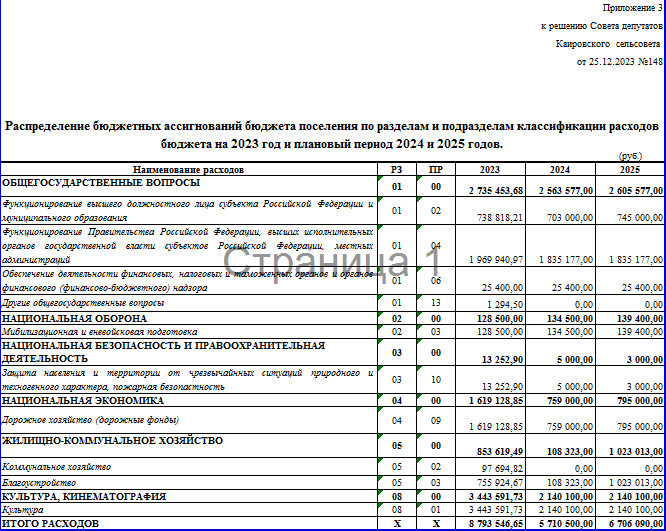 Приложение 3
к решению Совета депутатов
Каировского сельсовета
от 25.12.2023 №148
Распределение бюджетных ассигнований бюджета поселения по разделам и подразделам классификации расходов
бюджета на 2023 год и плановый период 2024 и 2025 годов.
(руб.)
Наименование расходов РЗ ПР 2023 2024 2025
ОБЩЕГОСУДАРСТВЕННЫЕ ВОПРОСЫ 01 00 2 735 453,68 2 563 577,00 2 605 577,00
Функционирование высшего должностного лица субъекта Российской Федерации и
муниципального образования 01 02 738 818,21 703 000,00 745 000,00
Функционирование Правительства Российской Федерации, высших исполнительных
органов государственной власти субъектов Российской Федерации, местных
администраций 01 04 1 969 940,97 1 835 177,00 1 835 177,00
Страница 1
Обеспечение деятельности финансовых, налоговых и таможенных органов и органов
финансового (финансово-бюджетного) надзора 01 06 25 400,00 25 400,00 25 400,00
Другие общегосударственные вопросы 01 13 1 294,50 0,00 0,00
НАЦИОНАЛЬНАЯ ОБОРОНА 02 00 128 500,00 134 500,00 139 400,00
Мибилизационная и вневойсковая подготовка 02 03 128 500,00 134 500,00 139 400,00
НАЦИОНАЛЬНАЯ БЕЗОПАСНОСТЬ И ПРАВООХРАНИТЕЛЬНАЯ
ДЕЯТЕЛЬНОСТЬ 03 00 13 252,90 5 000,00 3 000,00
Защита населения и территории от чрезвычайных ситуаций природного и
техногенного характера, пожарная безопасность 03 10 13 252,90 5 000,00 3 000,00
НАЦИОНАЛЬНАЯ ЭКОНОМИКА 04 00 1 619 128,85 759 000,00 795 000,00
Дорожное хозяйство (дорожные фонды) 04 09 1 619 128,85 759 000,00 795 000,00
ЖИЛИЩНО-КОММУНАЛЬНОЕ ХОЗЯЙСТВО 05 00 853 619,49 108 323,00 1 023 013,00
Коммунальное хозяйство 05 02 97 694,82 0,00 0,00
Благоустройство 05 03 755 924,67 108 323,00 1 023 013,00
КУЛЬТУРА, КИНЕМАТОГРАФИЯ 08 00 3 443 591,73 2 140 100,00 2 140 100,00
Культура 08 01 3 443 591,73 2 140 100,00 2 140 100,00
ИТОГО РАСХОДОВ Х Х 8 793 546,65 5 710 500,00 6 706 090,00